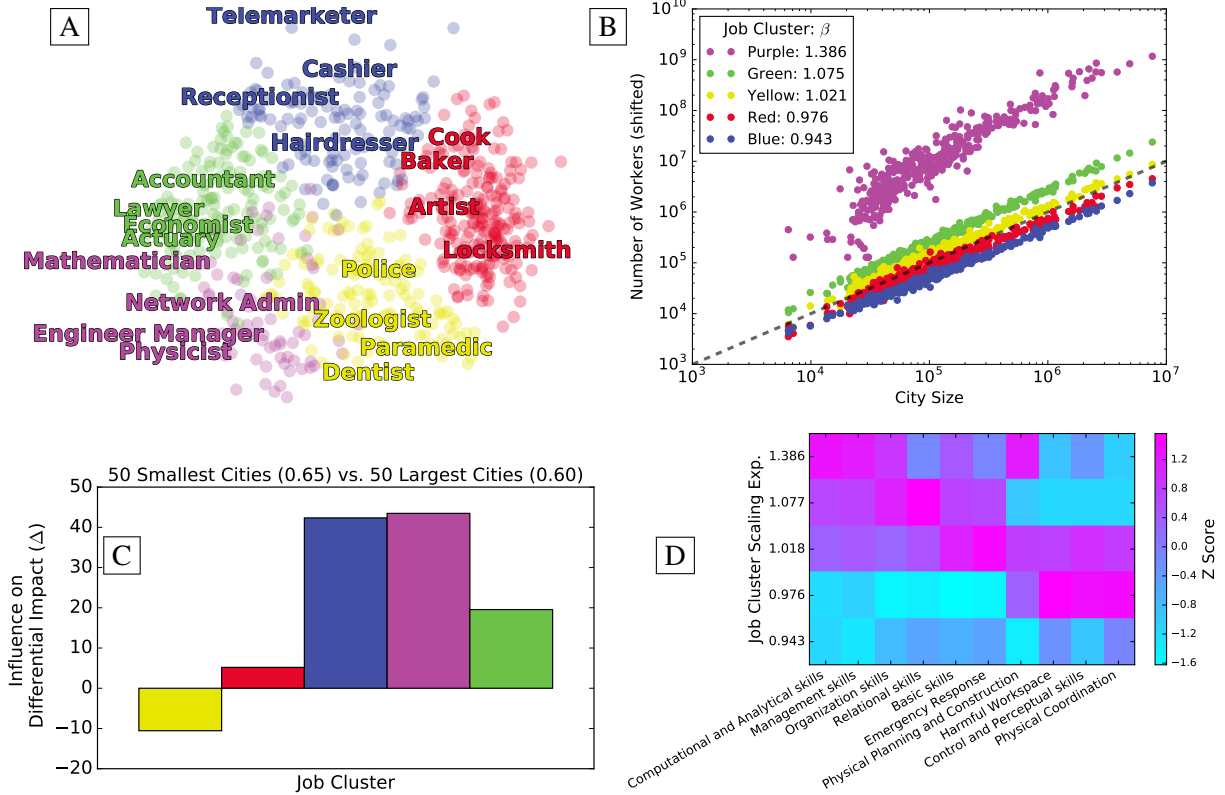 A
Telemarketer
Cashier
Receptionist
Hairdresser
Cook
Baker
Accountant
Lawyer
Economist
Actuary
Artist
Locksmith
Mathematician
Police
Network Admin
Zoologist
Engineer Manager
Physicist
Paramedic
Dentist
B
Number of Workers (shifted)
10^10
10^9
10^8
10^7
10^6
10^5
10^4
10^3
Job Cluster: β
Purple: 1.386
Green: 1.075
Yellow: 1.021
Red: 0.976
Blue: 0.943
10^3 10^4 10^5 10^6 10^7
City Size
50 Smallest Cities (0.65) vs. 50 Largest Cities (0.60)
C
Influence on
Differential Impact (Δ)
50
40
30
20
10
0
−10
−20
Job Cluster
D
Job Cluster Scaling Exp.
1.386
1.077
1.018
0.976
0.943
Computational and Analytical skills
Management skills
Organization skills
Relational skills
Basic skills
Emergency Response
Physical Planning and Construction
Harmful Workspace
Control and Perceptual skills
Physical Coordination
1.2
0.8
0.4
0.0
−0.4
−0.8
−1.2
−1.6
Z Score